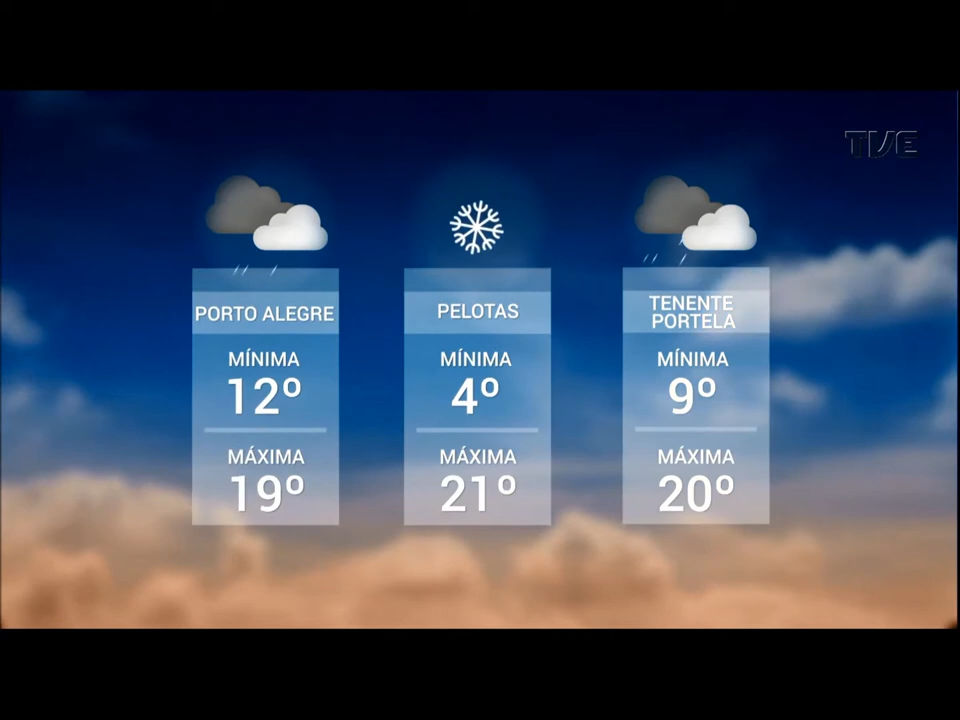 TVE
PORTO ALEGRE
MÍNIMA
12º
MÁXIMA
19º
PELOTAS
MÍNIMA
4º
MÁXIMA
21º
TENENTE
PORTELA
MÍNIMA
9º
MÁXIMA
20º